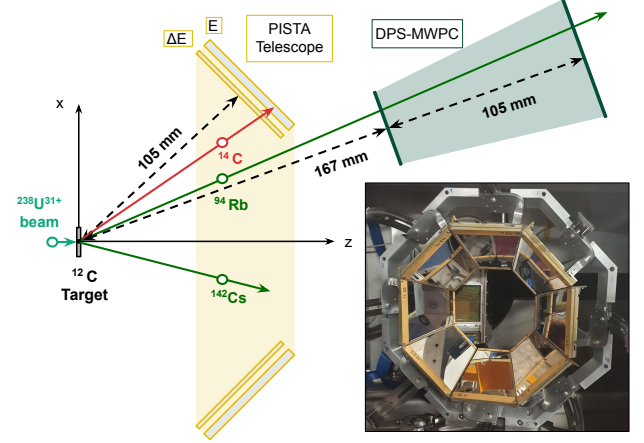 E
ΔE
PISTA
Telescope
DPS-MWPC
x
105 mm
105 mm
¹⁴C
167 mm
⁹⁴Rb
²³⁸U³¹⁺
beam
z
¹²C
Target
¹⁴²Cs